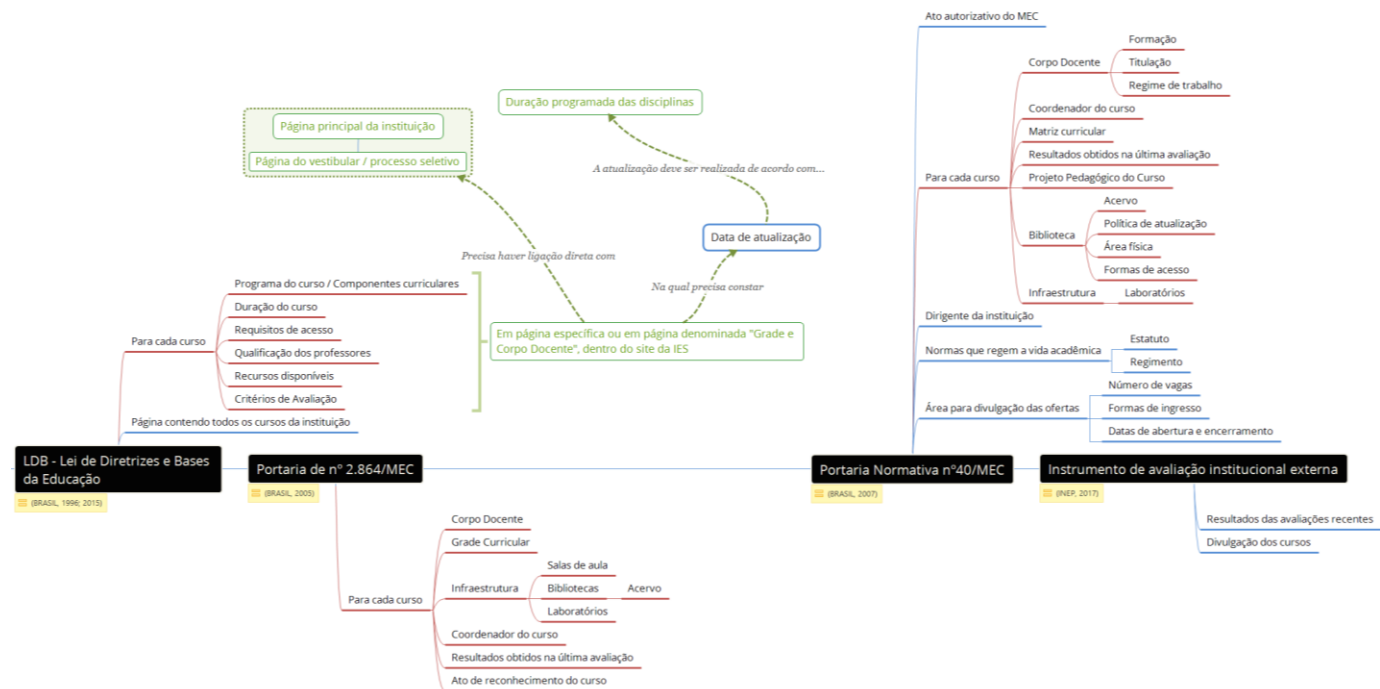 Ato autorizativo do MEC
Formação
Corpo Docente
Titulação
Regime de trabalho
Coordenador do curso
Matriz curricular
Resultados obtidos na última avaliação
Para cada curso
Projeto Pedagógico do Curso
Acervo
Política de atualização
Biblioteca
Área física
Formas de acesso
Infraestrutura
Laboratórios
Dirigente da instituição
Estatuto
Normas que regem a vida acadêmica
Regimento
Número de vagas
Área para divulgação das ofertas
Formas de ingresso
Datas de abertura e encerramento
Duração programada das disciplinas
Página principal da instituição
Página do vestibular / processo seletivo
A atualização deve ser realizada de acordo com...
Data de atualização
Precisa haver ligação direta com
Na qual precisa constar
Programa do curso / Componentes curriculares
Duração do curso
Requisitos de acesso
Para cada curso
Qualificação dos professores
Recursos disponíveis
Critérios de Avaliação
Em página específica ou em página denominada "Grade e
Corpo Docente", dentro do site da IES
Página contendo todos os cursos da instituição
LDB - Lei de Diretrizes e Bases
da Educação
(BRASIL, 1996; 2015)
Portaria de nº 2.864/MEC
(BRASIL, 2005)
Portaria Normativa nº40/MEC
(BRASIL, 2007)
Instrumento de avaliação institucional externa
(INEP, 2017)
Resultados das avaliações recentes
Divulgação dos cursos
Corpo Docente
Grade Curricular
Salas de aula
Infraestrutura
Bibliotecas
Acervo
Laboratórios
Para cada curso
Coordenador do curso
Resultados obtidos na última avaliação
Ato de reconhecimento do curso